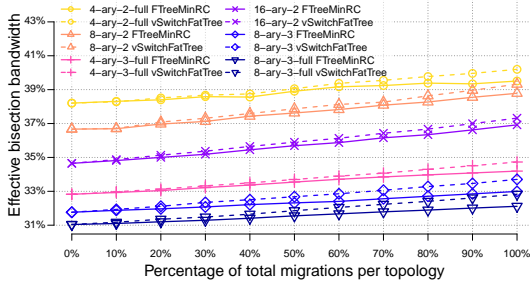 Effective bisection bandwidth
43%
41%
39%
37%
35%
33%
31%
4−ary−2−full FTreeMinRC
4−ary−2−full vSwitchFatTree
8−ary−2 FTreeMinRC
8−ary−2 vSwitchFatTree
4−ary−3−full FTreeMinRC
4−ary−3−full vSwitchFatTree
16−ary−2 FTreeMinRC
16−ary−2 vSwitchFatTree
8−ary−3 FTreeMinRC
8−ary−3 vSwitchFatTree
8−ary−3−full FTreeMinRC
8−ary−3−full vSwitchFatTree
0% 10% 20% 30% 40% 50% 60% 70% 80% 90% 100%
Percentage of total migrations per topology